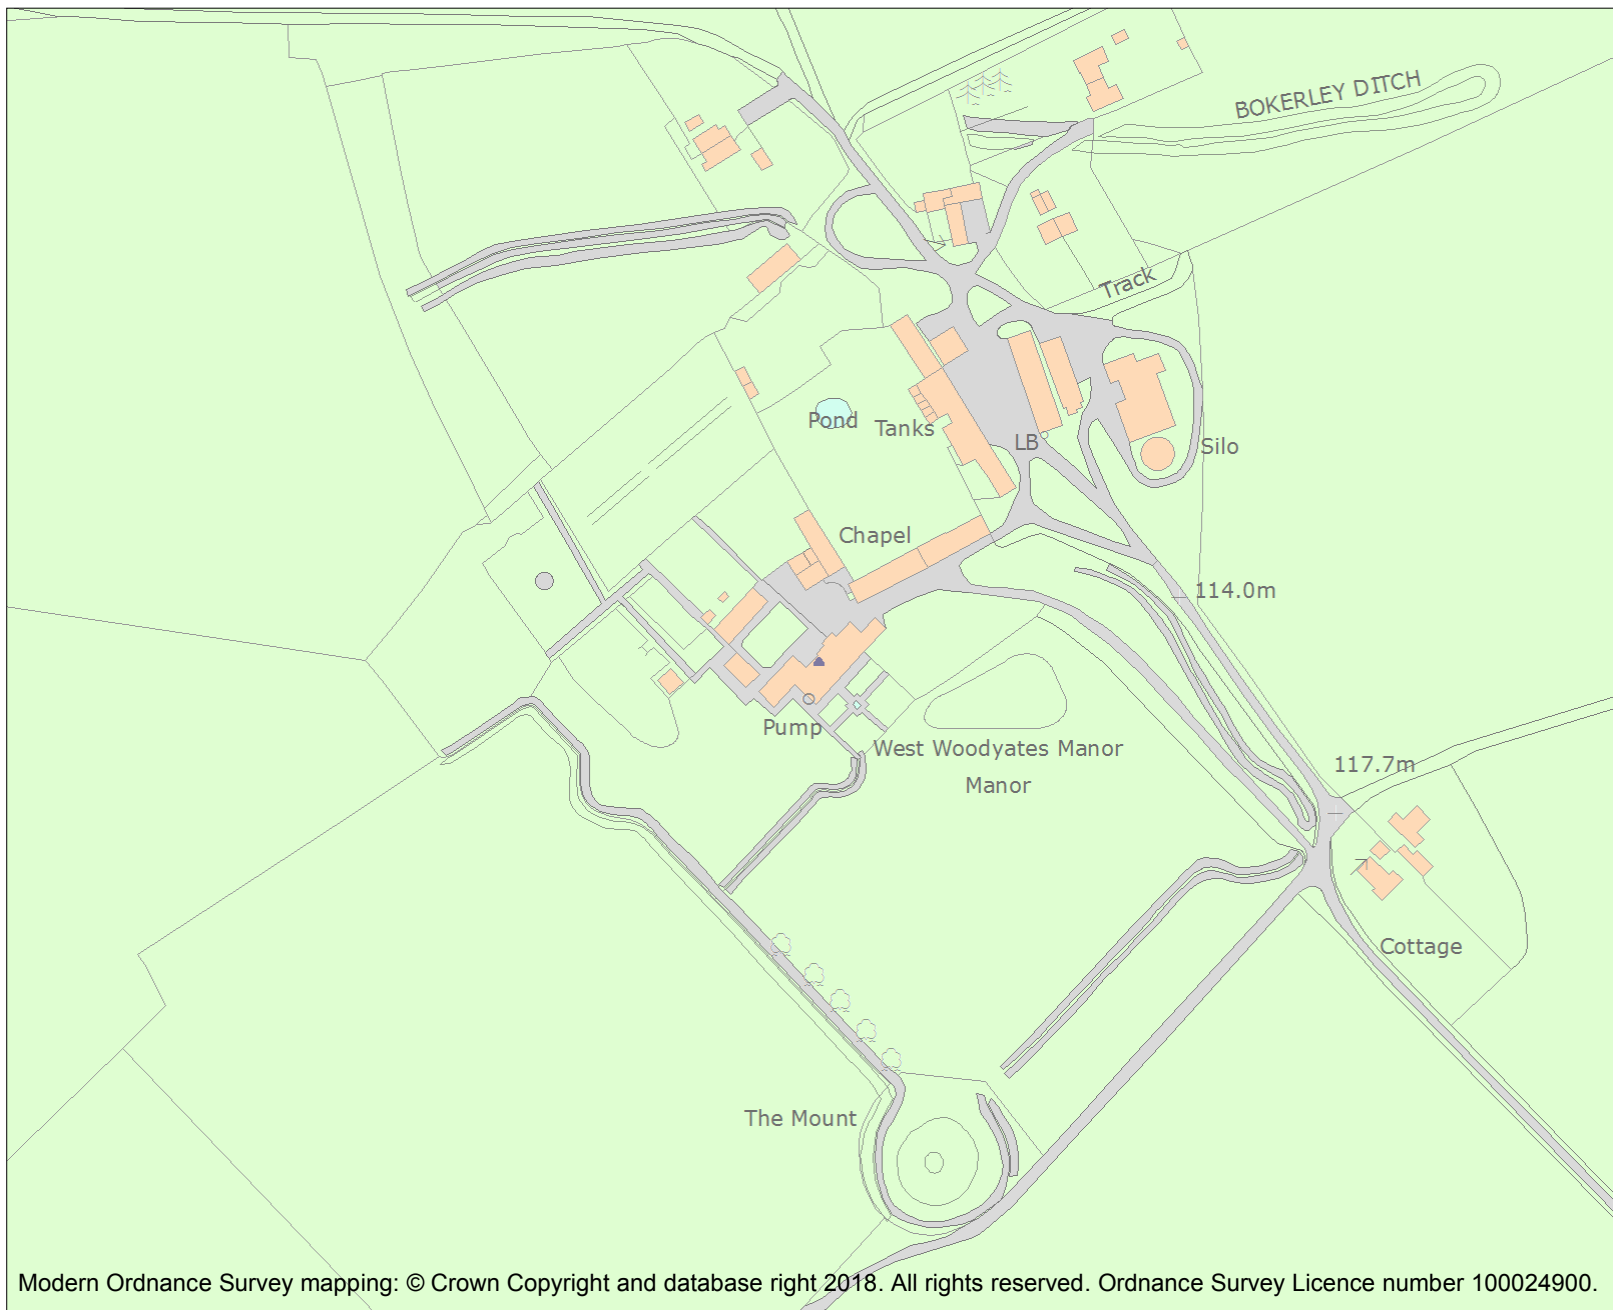 BOKERLEY DITCH
Track
Pond
Tanks
LB
Silo
Chapel
114.0m
Pump
West Woodyates Manor
Manor
117.7m
Cottage
The Mount
Modern Ordnance Survey mapping: © Crown Copyright and database right 2018. All rights reserved. Ordnance Survey Licence number 100024900.